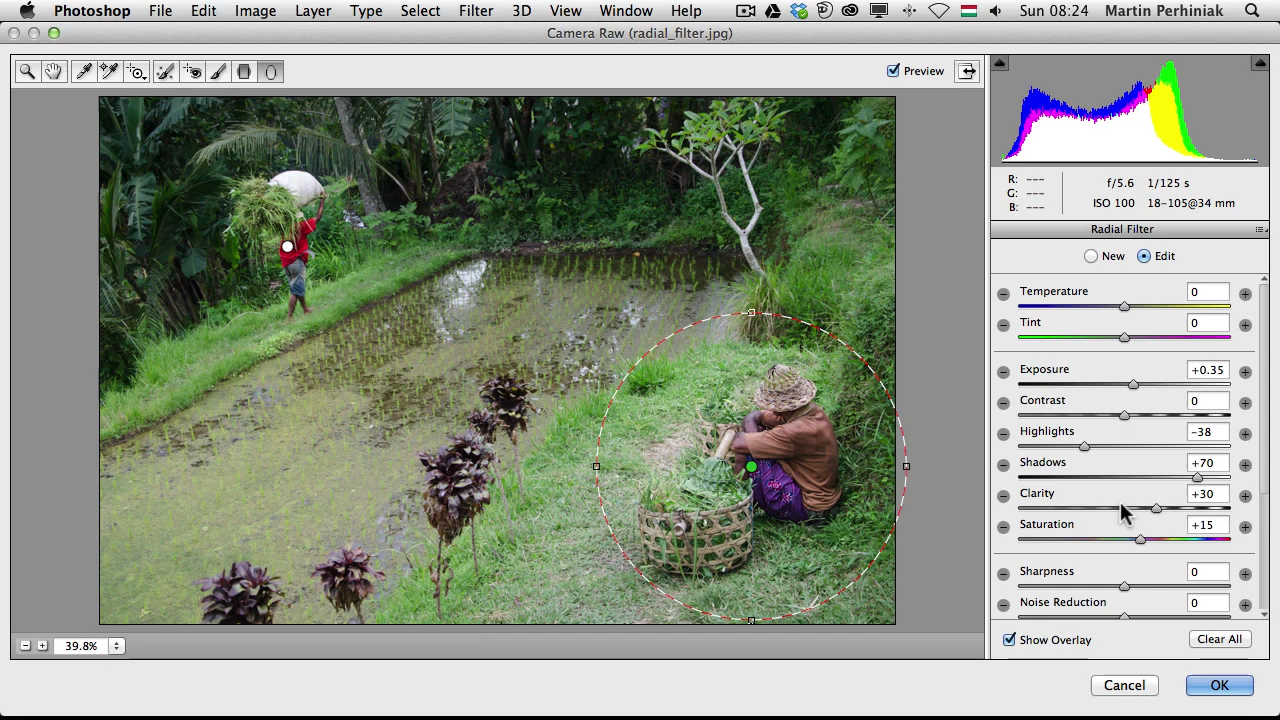 Photoshop File Edit Image Layer Type Select Filter 3D View Window Help Sun 08:24 Martin Perhiniak
Camera Raw (radial_filter.jpg)
Preview
R: ---
G: ---
B: ---
f/5.6 1/125 s
ISO 100 18-105@34 mm
Radial Filter
New Edit
Temperature 0
Tint 0
Exposure +0.35
Contrast 0
Highlights -38
Shadows +70
Clarity +30
Saturation +15
Sharpness 0
Noise Reduction 0
Show Overlay Clear All
39.8%
Cancel OK